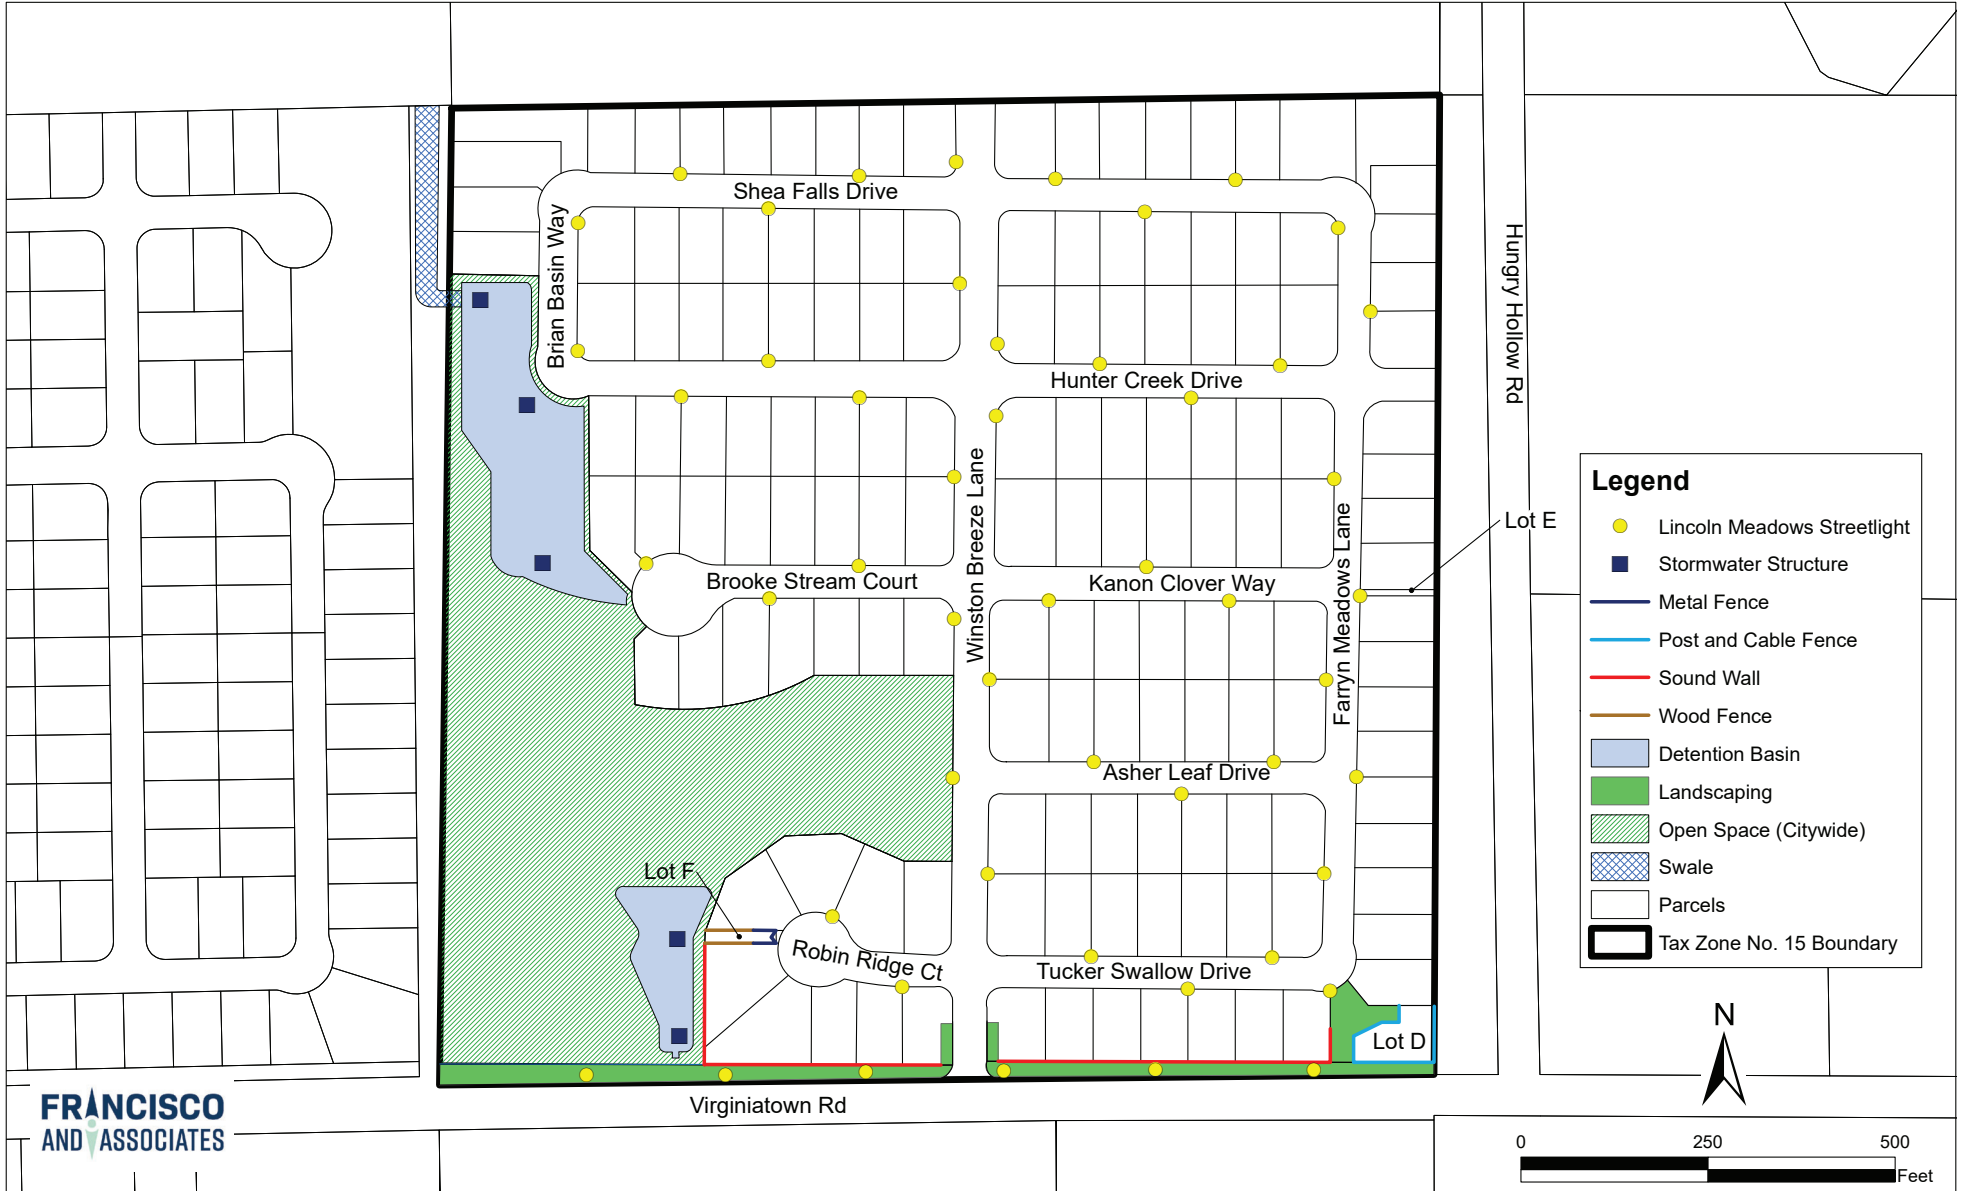 Shea Falls Drive
Brian Basin Way
Hungry Hollow Rd
Hunter Creek Drive
Winston Breeze Lane
Farryn Meadows Lane
Lot E
Brooke Stream Court
Kanon Clover Way
Asher Leaf Drive
Lot F
Robin Ridge Ct
Tucker Swallow Drive
Lot D
Virginiatown Rd
Legend
Lincoln Meadows Streetlight
Stormwater Structure
Metal Fence
Post and Cable Fence
Sound Wall
Wood Fence
Detention Basin
Landscaping
Open Space (Citywide)
Swale
Parcels
Tax Zone No. 15 Boundary
N
0 250 500
Feet
FRANCISCO
AND ASSOCIATES